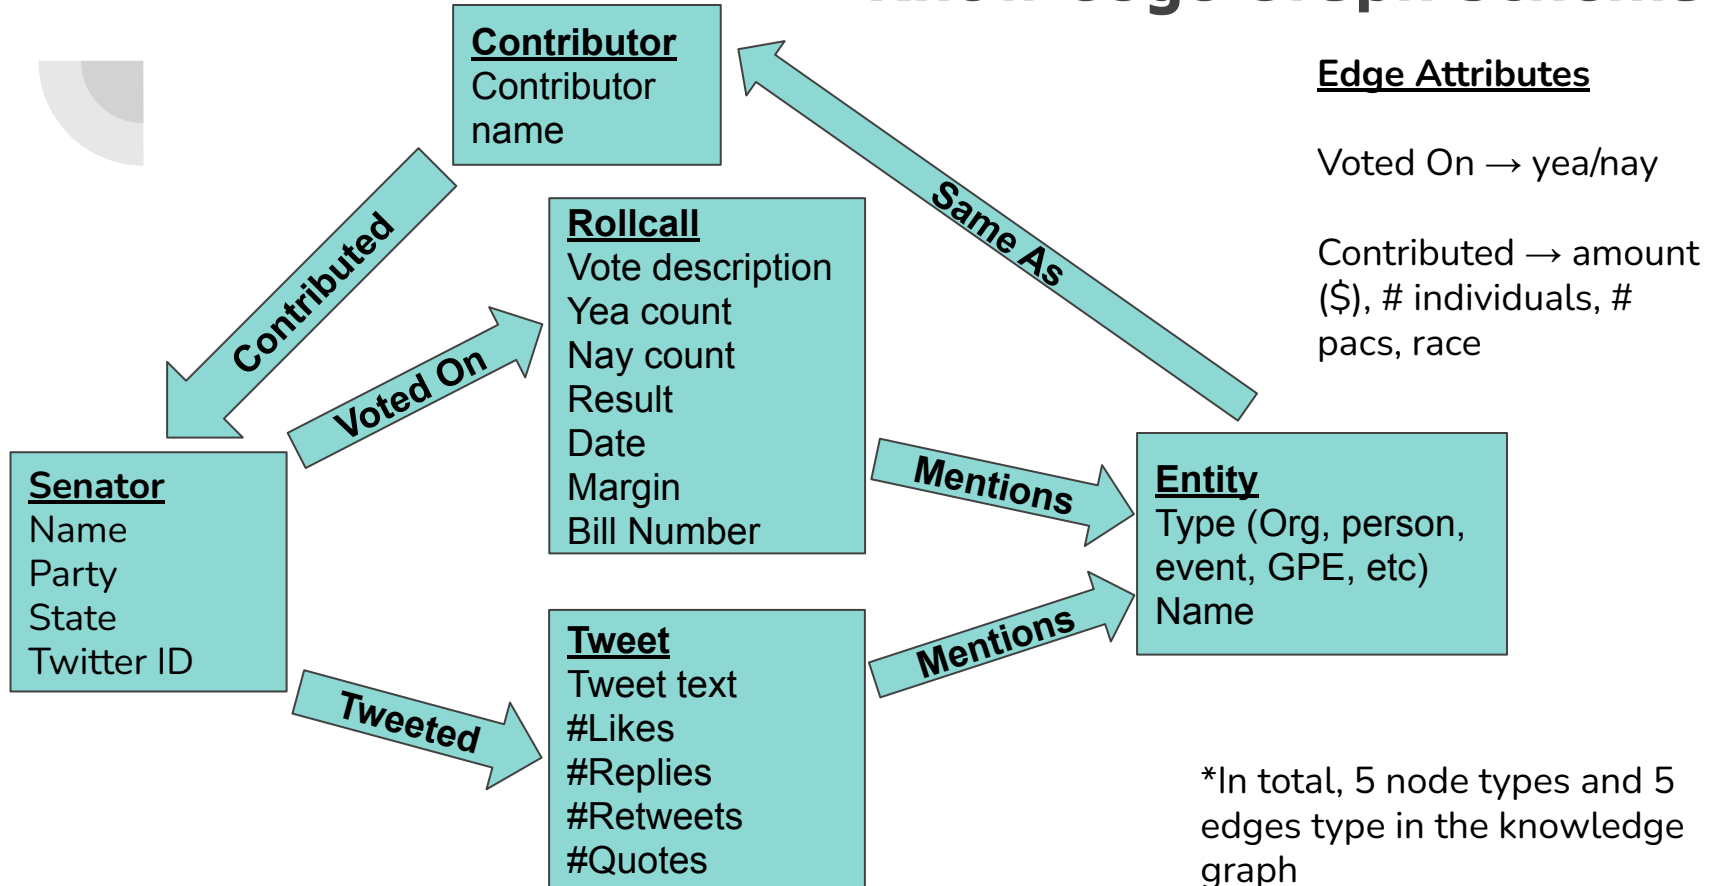 Knowledge Graph Schema
Contributor
Contributor
name
Edge Attributes
Voted On → yea/nay
Contributed → amount
($), # individuals, #
pacs, race
Same As
Contributed
Rollcall
Vote description
Yea count
Nay count
Result
Date
Margin
Bill Number
Voted On
Mentions
Senator
Name
Party
State
Twitter ID
Entity
Type (Org, person,
event, GPE, etc)
Name
Tweeted
Tweet
Tweet text
#Likes
#Replies
#Retweets
#Quotes
Mentions
*In total, 5 node types and 5
edges type in the knowledge
graph